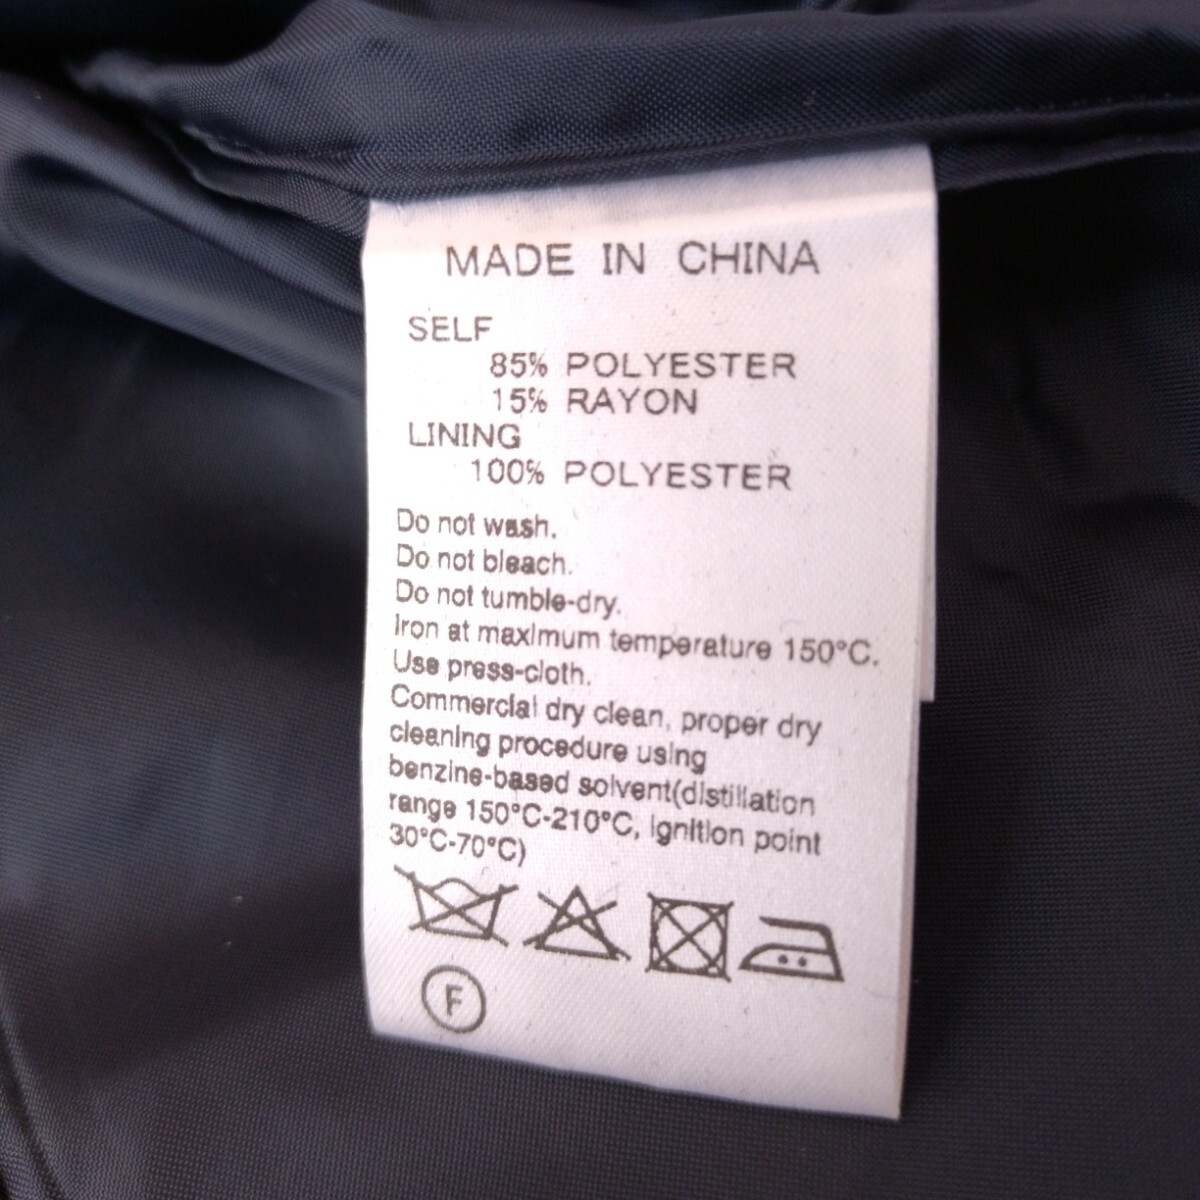 MADE IN CHINA
SELF
85% POLYESTER
15% RAYON
LINING
100% POLYESTER
Do not wash.
Do not bleach.
Do not tumble-dry.
Iron at maximum temperature 150°C.
Use press-cloth.
Commercial dry clean, proper dry
cleaning procedure using
benzine-based solvent(distillation
range 150°C-210°C, ignition point
30°C-70°C)
F